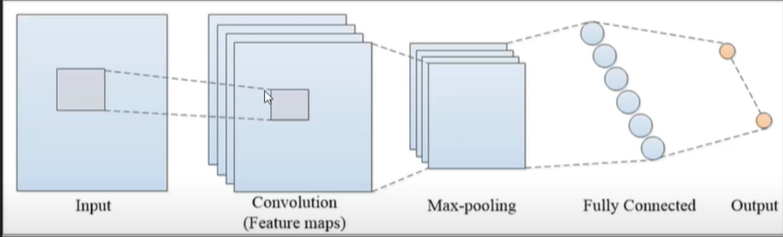 Input
Convolution
(Feature maps)
Max-pooling
Fully Connected
Output